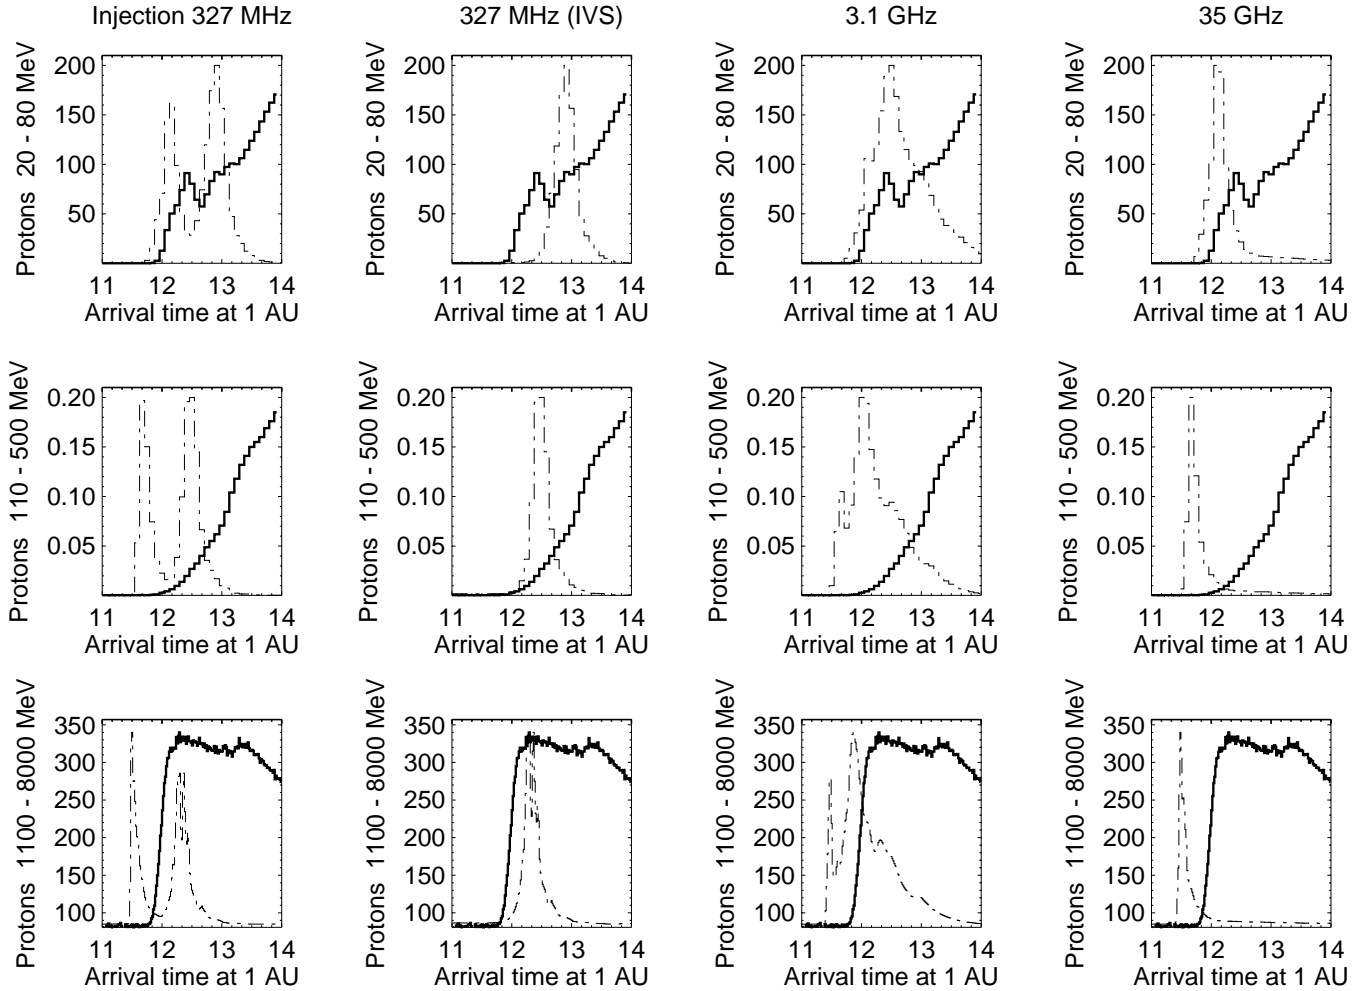 Injection 327 MHz
327 MHz (IVS)
3.1 GHz
35 GHz
Protons 20 - 80 MeV
200
150
100
50
11 12 13 14
Arrival time at 1 AU
Protons 20 - 80 MeV
200
150
100
50
11 12 13 14
Arrival time at 1 AU
Protons 20 - 80 MeV
200
150
100
50
11 12 13 14
Arrival time at 1 AU
Protons 20 - 80 MeV
200
150
100
50
11 12 13 14
Arrival time at 1 AU
Protons 110 - 500 MeV
0.20
0.15
0.10
0.05
11 12 13 14
Arrival time at 1 AU
Protons 110 - 500 MeV
0.20
0.15
0.10
0.05
11 12 13 14
Arrival time at 1 AU
Protons 110 - 500 MeV
0.20
0.15
0.10
0.05
11 12 13 14
Arrival time at 1 AU
Protons 110 - 500 MeV
0.20
0.15
0.10
0.05
11 12 13 14
Arrival time at 1 AU
Protons 1100 - 8000 MeV
350
300
250
200
150
100
11 12 13 14
Arrival time at 1 AU
Protons 1100 - 8000 MeV
350
300
250
200
150
100
11 12 13 14
Arrival time at 1 AU
Protons 1100 - 8000 MeV
350
300
250
200
150
100
11 12 13 14
Arrival time at 1 AU
Protons 1100 - 8000 MeV
350
300
250
200
150
100
11 12 13 14
Arrival time at 1 AU